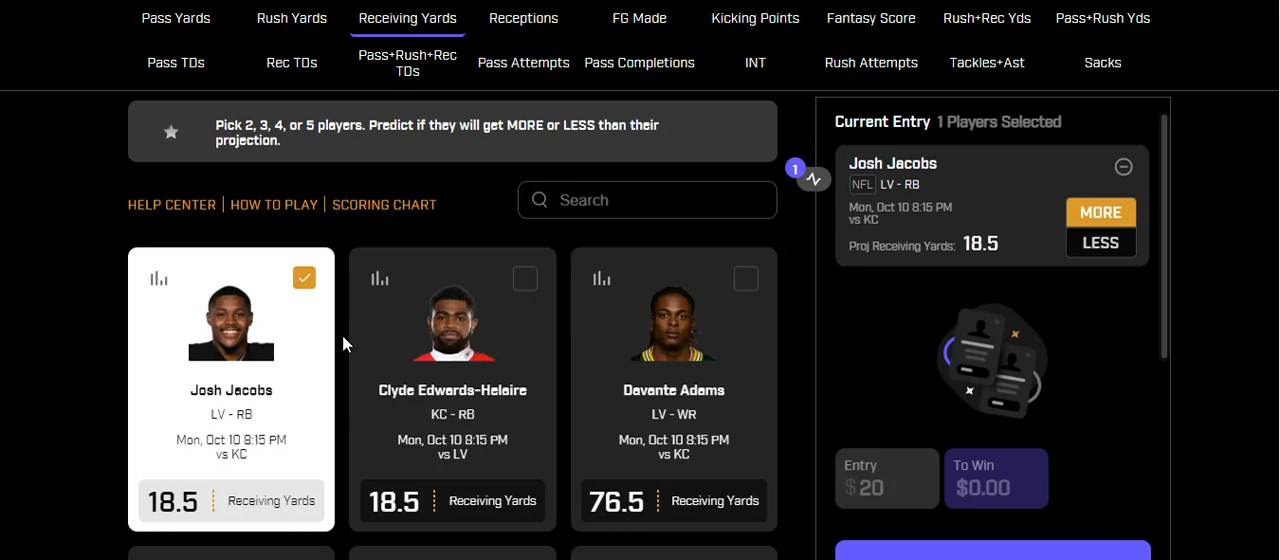 Pass Yards
Rush Yards
Receiving Yards
Receptions
FG Made
Kicking Points
Fantasy Score
Rush+Rec Yds
Pass+Rush Yds
Pass TDs
Rec TDs
Pass+Rush+Rec
TDs
Pass Attempts
Pass Completions
INT
Rush Attempts
Tackles+Ast
Sacks
Pick 2, 3, 4, or 5 players. Predict if they will get MORE or LESS than their
projection.
HELP CENTER | HOW TO PLAY | SCORING CHART
Search
Josh Jacobs
LV - RB
Mon, Oct 10 8:15 PM
vs KC
18.5 Receiving Yards
Clyde Edwards-Helaire
KC - RB
Mon, Oct 10 8:15 PM
vs LV
18.5 Receiving Yards
Davante Adams
LV - WR
Mon, Oct 10 8:15 PM
vs KC
76.5 Receiving Yards
Current Entry 1 Players Selected
1
Josh Jacobs
NFL LV - RB
Mon, Oct 10 8:15 PM
vs KC
Proj Receiving Yards: 18.5
MORE
LESS
Entry
$ 20
To Win
$0.00